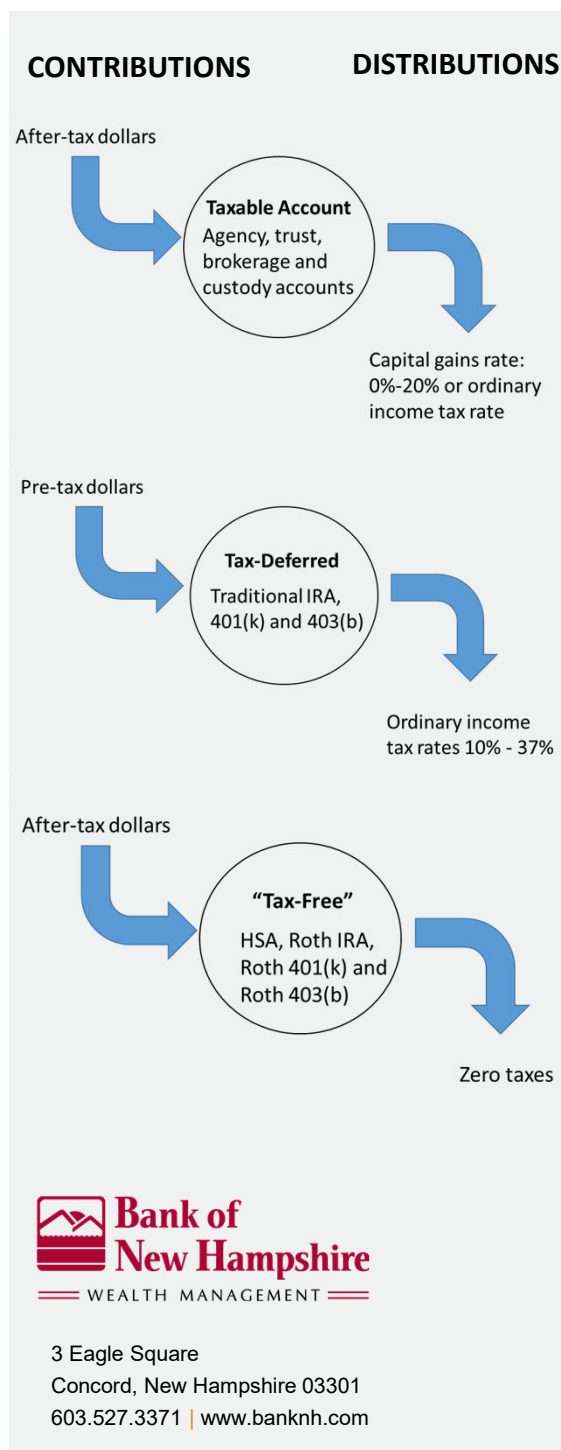 CONTRIBUTIONS
DISTRIBUTIONS
After-tax dollars
Taxable Account
Agency, trust,
brokerage and
custody accounts
Capital gains rate:
0%-20% or ordinary
income tax rate
Pre-tax dollars
Tax-Deferred
Traditional IRA,
401(k) and 403(b)
Ordinary income
tax rates 10% - 37%
After-tax dollars
“Tax-Free”
HSA, Roth IRA,
Roth 401(k) and
Roth 403(b)
Zero taxes
Bank of
New Hampshire
WEALTH MANAGEMENT
3 Eagle Square
Concord, New Hampshire 03301
603.527.3371 | www.banknh.com